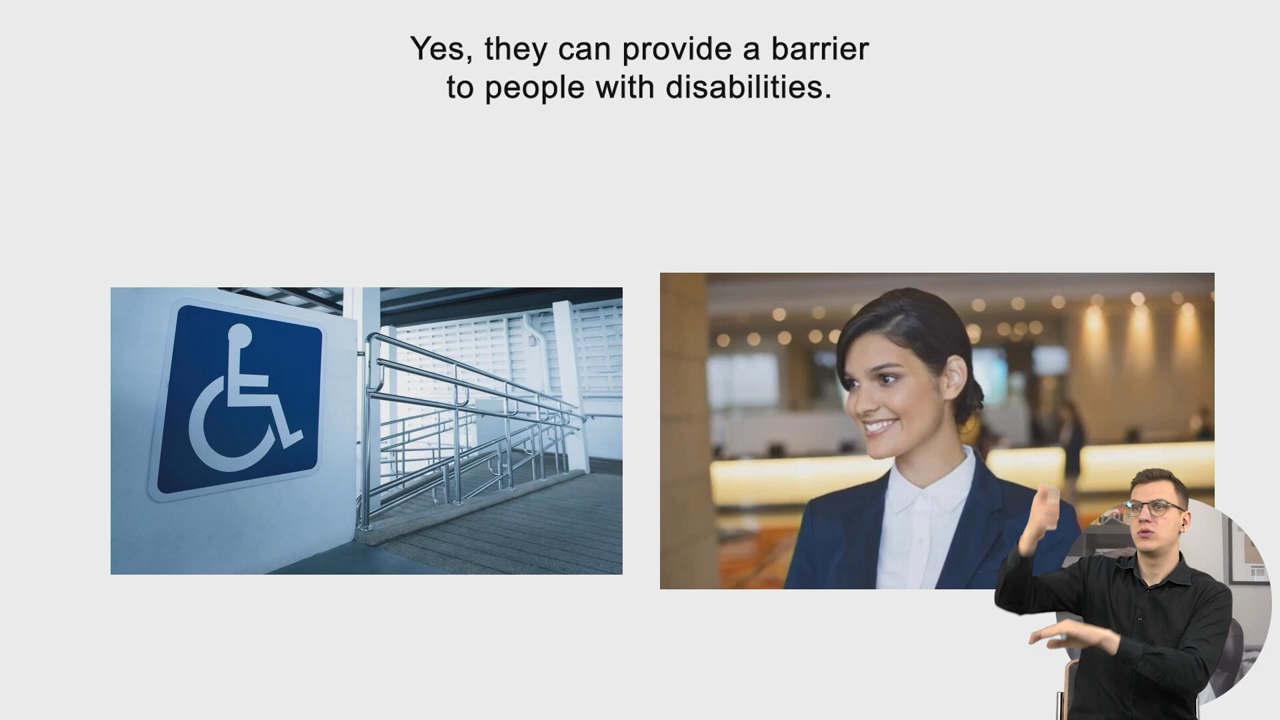 Yes, they can provide a barrier
to people with disabilities.